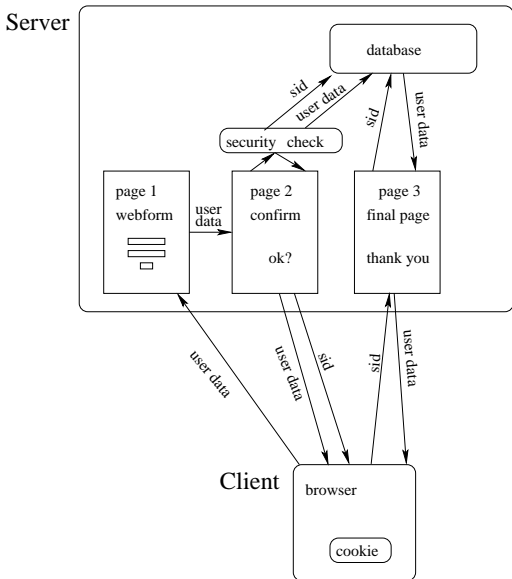 Server
database
sid
user data
sid
user data
security check
page 1
webform
user
data
page 2
confirm
ok?
page 3
final page
thank you
user data
user data
sid
sid
user data
Client
browser
cookie